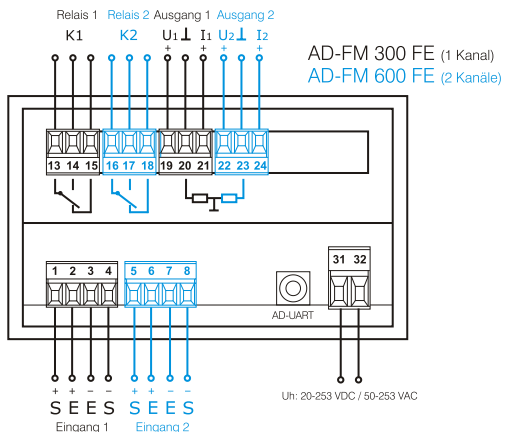 Relais 1 Relais 2 Ausgang 1 Ausgang 2
K1 K2 U1 ⊥ I1 U2 ⊥ I2
+ + + +
AD-FM 300 FE (1 Kanal)
AD-FM 600 FE (2 Kanäle)
13 14 15 16 17 18 19 20 21 22 23 24
1 2 3 4 5 6 7 8
31 32
AD-UART
+ + − − + + − −
S E E S S E E S
Eingang 1 Eingang 2
Uh: 20-253 VDC / 50-253 VAC